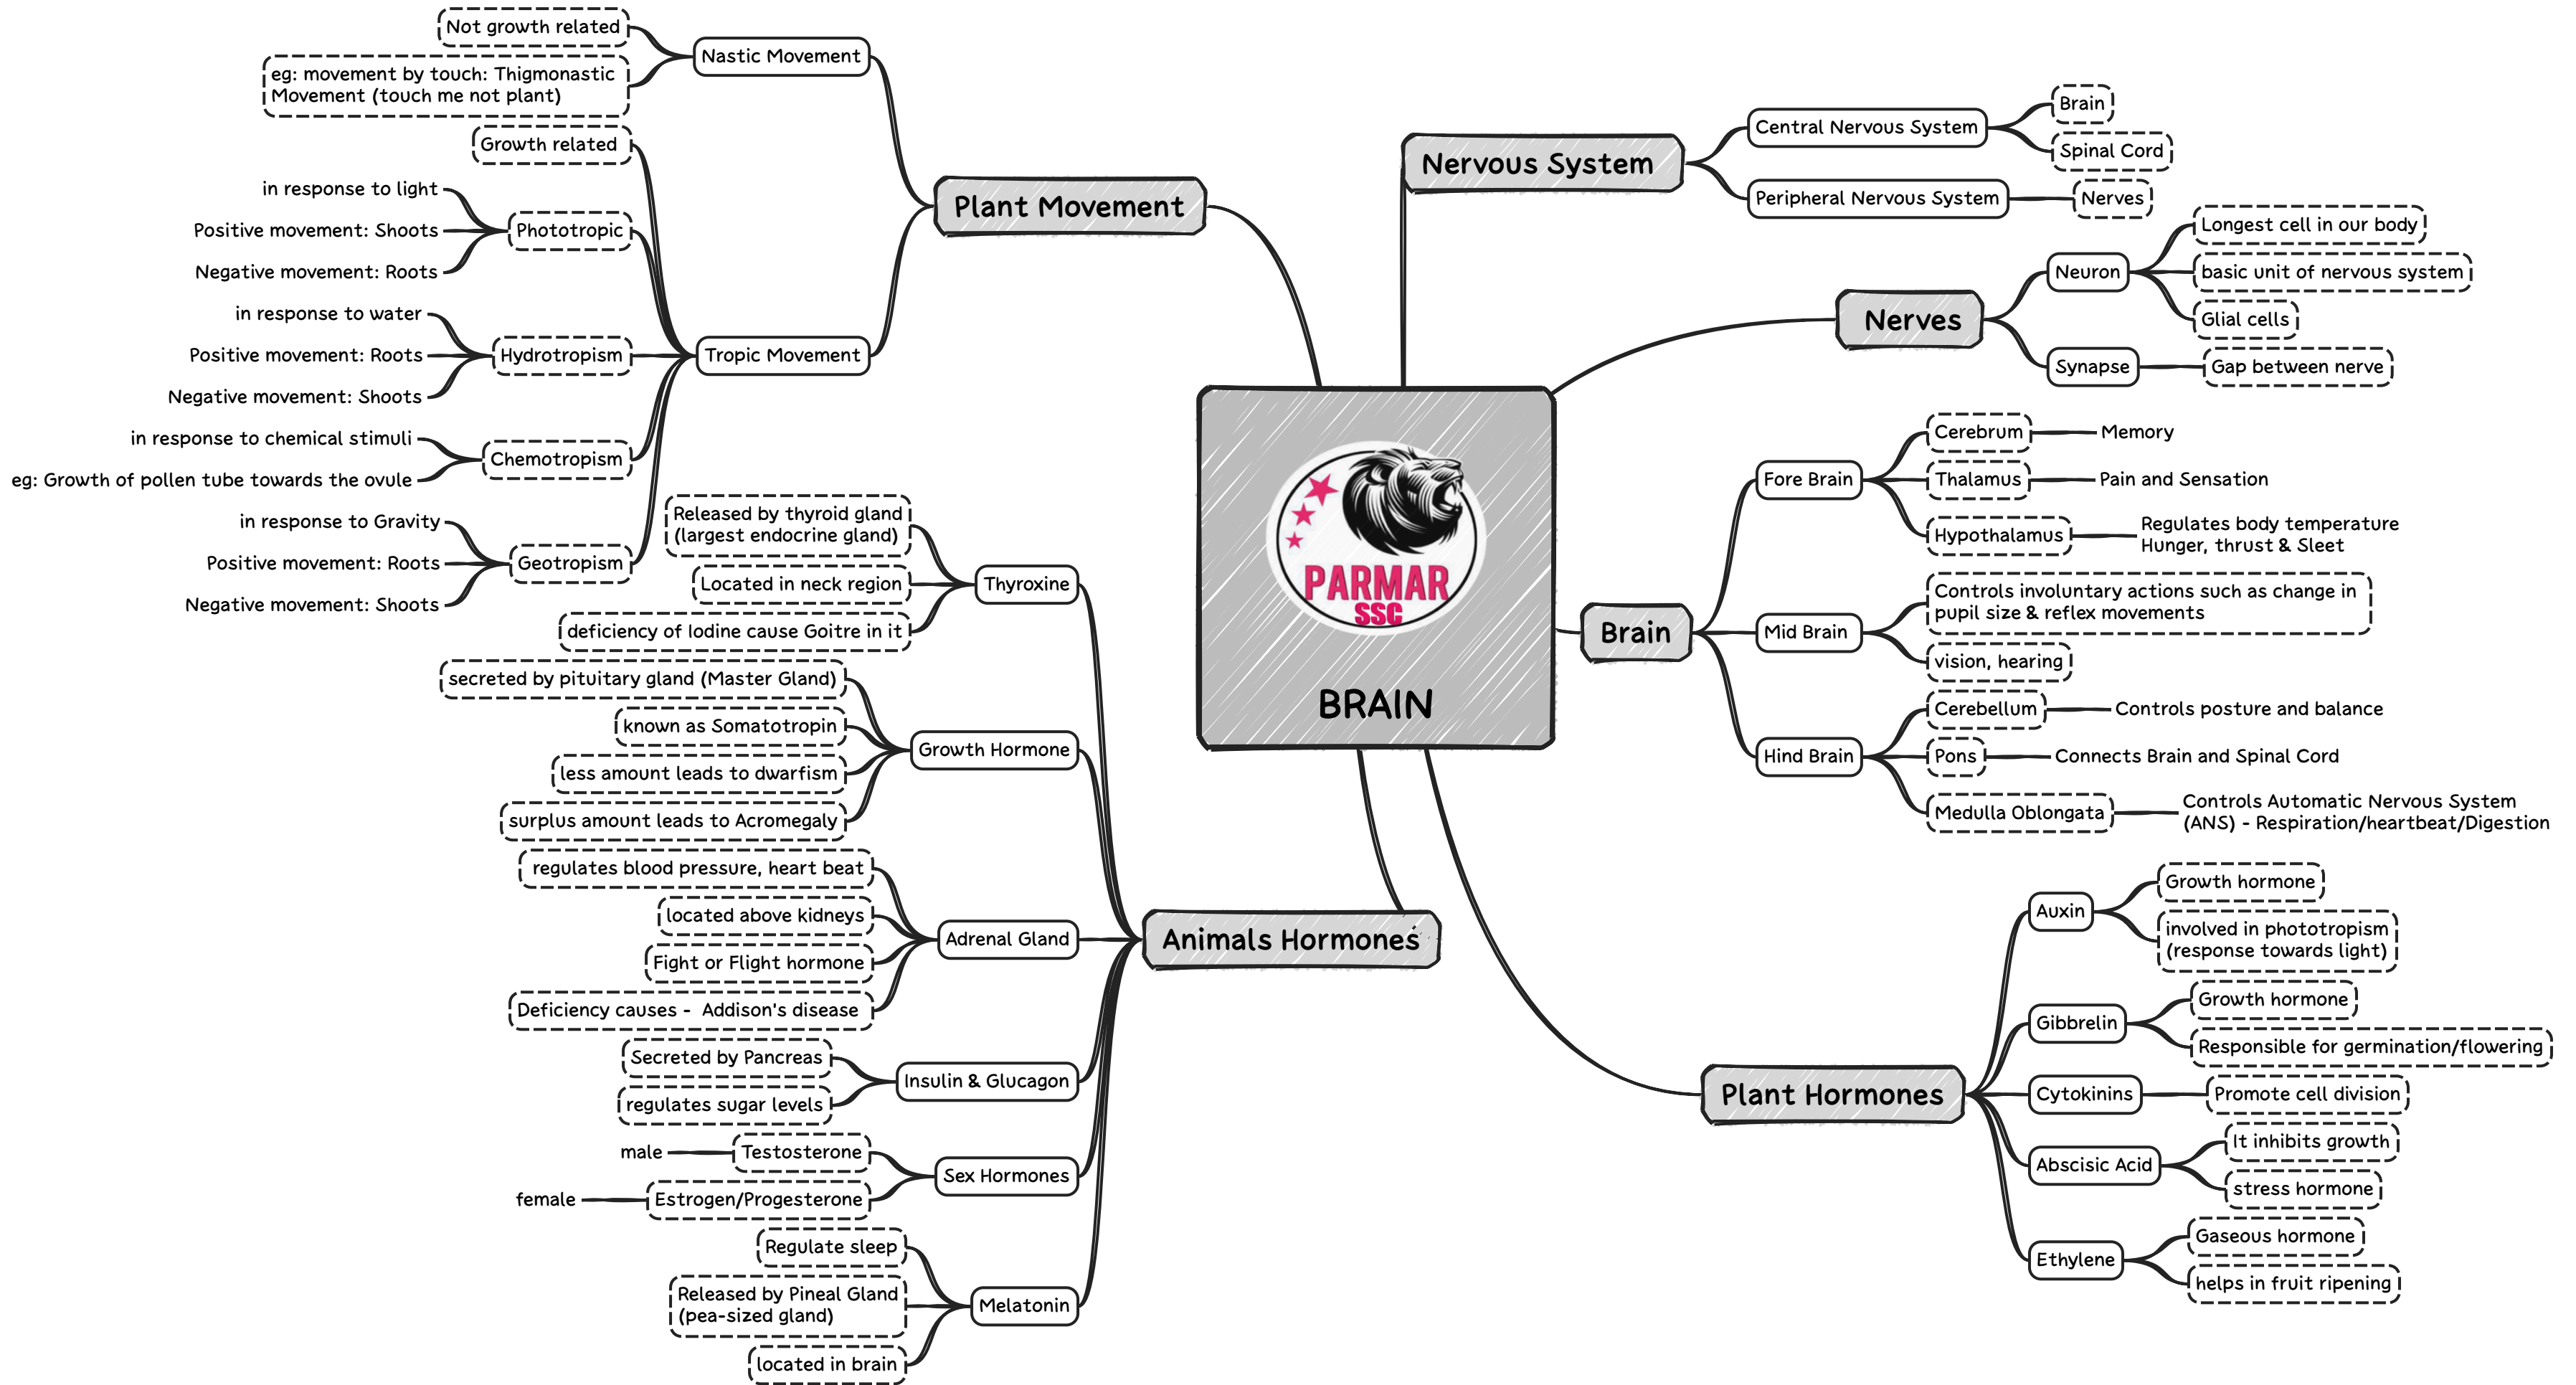 Not growth related
Nastic Movement
eg: movement by touch: Thigmonastic
Movement (touch me not plant)
Growth related
in response to light
Positive movement: Shoots
Phototropic
Negative movement: Roots
in response to water
Positive movement: Roots
Hydrotropism
Negative movement: Shoots
Tropic Movement
in response to chemical stimuli
Chemotropism
eg: Growth of pollen tube towards the ovule
in response to Gravity
Positive movement: Roots
Geotropism
Negative movement: Shoots
Plant Movement
Released by thyroid gland
(largest endocrine gland)
Located in neck region
Thyroxine
deficiency of Iodine cause Goitre in it
secreted by pituitary gland (Master Gland)
known as Somatotropin
Growth Hormone
less amount leads to dwarfism
surplus amount leads to Acromegaly
regulates blood pressure, heart beat
located above kidneys
Adrenal Gland
Fight or Flight hormone
Deficiency causes - Addison's disease
Animals Hormones
Secreted by Pancreas
Insulin & Glucagon
regulates sugar levels
male
Testosterone
Sex Hormones
female
Estrogen/Progesterone
Regulate sleep
Released by Pineal Gland
(pea-sized gland)
Melatonin
located in brain
PARMAR
SSC
BRAIN
Nervous System
Central Nervous System
Brain
Spinal Cord
Peripheral Nervous System
Nerves
Nerves
Neuron
Longest cell in our body
basic unit of nervous system
Glial cells
Synapse
Gap between nerve
Brain
Fore Brain
Cerebrum
Memory
Thalamus
Pain and Sensation
Hypothalamus
Regulates body temperature
Hunger, thrust & Sleet
Mid Brain
Controls involuntary actions such as change in
pupil size & reflex movements
vision, hearing
Hind Brain
Cerebellum
Controls posture and balance
Pons
Connects Brain and Spinal Cord
Medulla Oblongata
Controls Automatic Nervous System
(ANS) - Respiration/heartbeat/Digestion
Plant Hormones
Auxin
Growth hormone
involved in phototropism
(response towards light)
Gibbrelin
Growth hormone
Responsible for germination/flowering
Cytokinins
Promote cell division
Abscisic Acid
It inhibits growth
stress hormone
Ethylene
Gaseous hormone
helps in fruit ripening